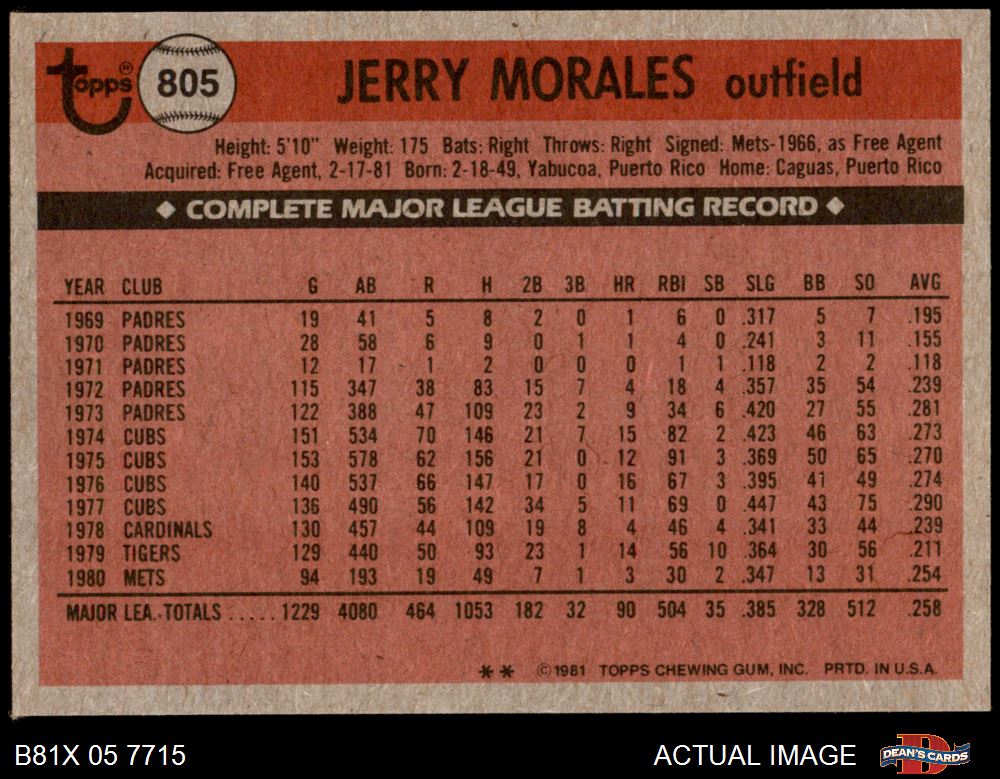 Topps® 805 JERRY MORALES outfield
Height: 5'10" Weight: 175 Bats: Right Throws: Right Signed: Mets-1966, as Free Agent
Acquired: Free Agent, 2-17-81 Born: 2-18-49, Yabucoa, Puerto Rico Home: Caguas, Puerto Rico
◆ COMPLETE MAJOR LEAGUE BATTING RECORD ◆
YEAR CLUB G AB R H 2B 3B HR RBI SB SLG BB SO AVG
1969 PADRES 19 41 5 8 2 0 1 6 0 .317 5 7 .195
1970 PADRES 28 58 6 9 0 1 1 4 0 .241 3 11 .155
1971 PADRES 12 17 1 2 0 0 0 1 1 .118 2 2 .118
1972 PADRES 115 347 38 83 15 7 4 18 4 .357 35 54 .239
1973 PADRES 122 388 47 109 23 2 9 34 6 .420 27 55 .281
1974 CUBS 151 534 70 146 21 7 15 82 2 .423 46 63 .273
1975 CUBS 153 578 62 156 21 0 12 91 3 .369 50 65 .270
1976 CUBS 140 537 66 147 17 0 16 67 3 .395 41 49 .274
1977 CUBS 136 490 56 142 34 5 11 69 0 .447 43 75 .290
1978 CARDINALS 130 457 44 109 19 8 4 46 4 .341 33 44 .239
1979 TIGERS 129 440 50 93 23 1 14 56 10 .364 30 56 .211
1980 METS 94 193 19 49 7 1 3 30 2 .347 13 31 .254
MAJOR LEA. TOTALS ..... 1229 4080 464 1053 182 32 90 504 35 .385 328 512 .258
** ©1981 TOPPS CHEWING GUM, INC. PRTD. IN U.S.A.
B81X 05 7715 ACTUAL IMAGE DEAN'S CARDS